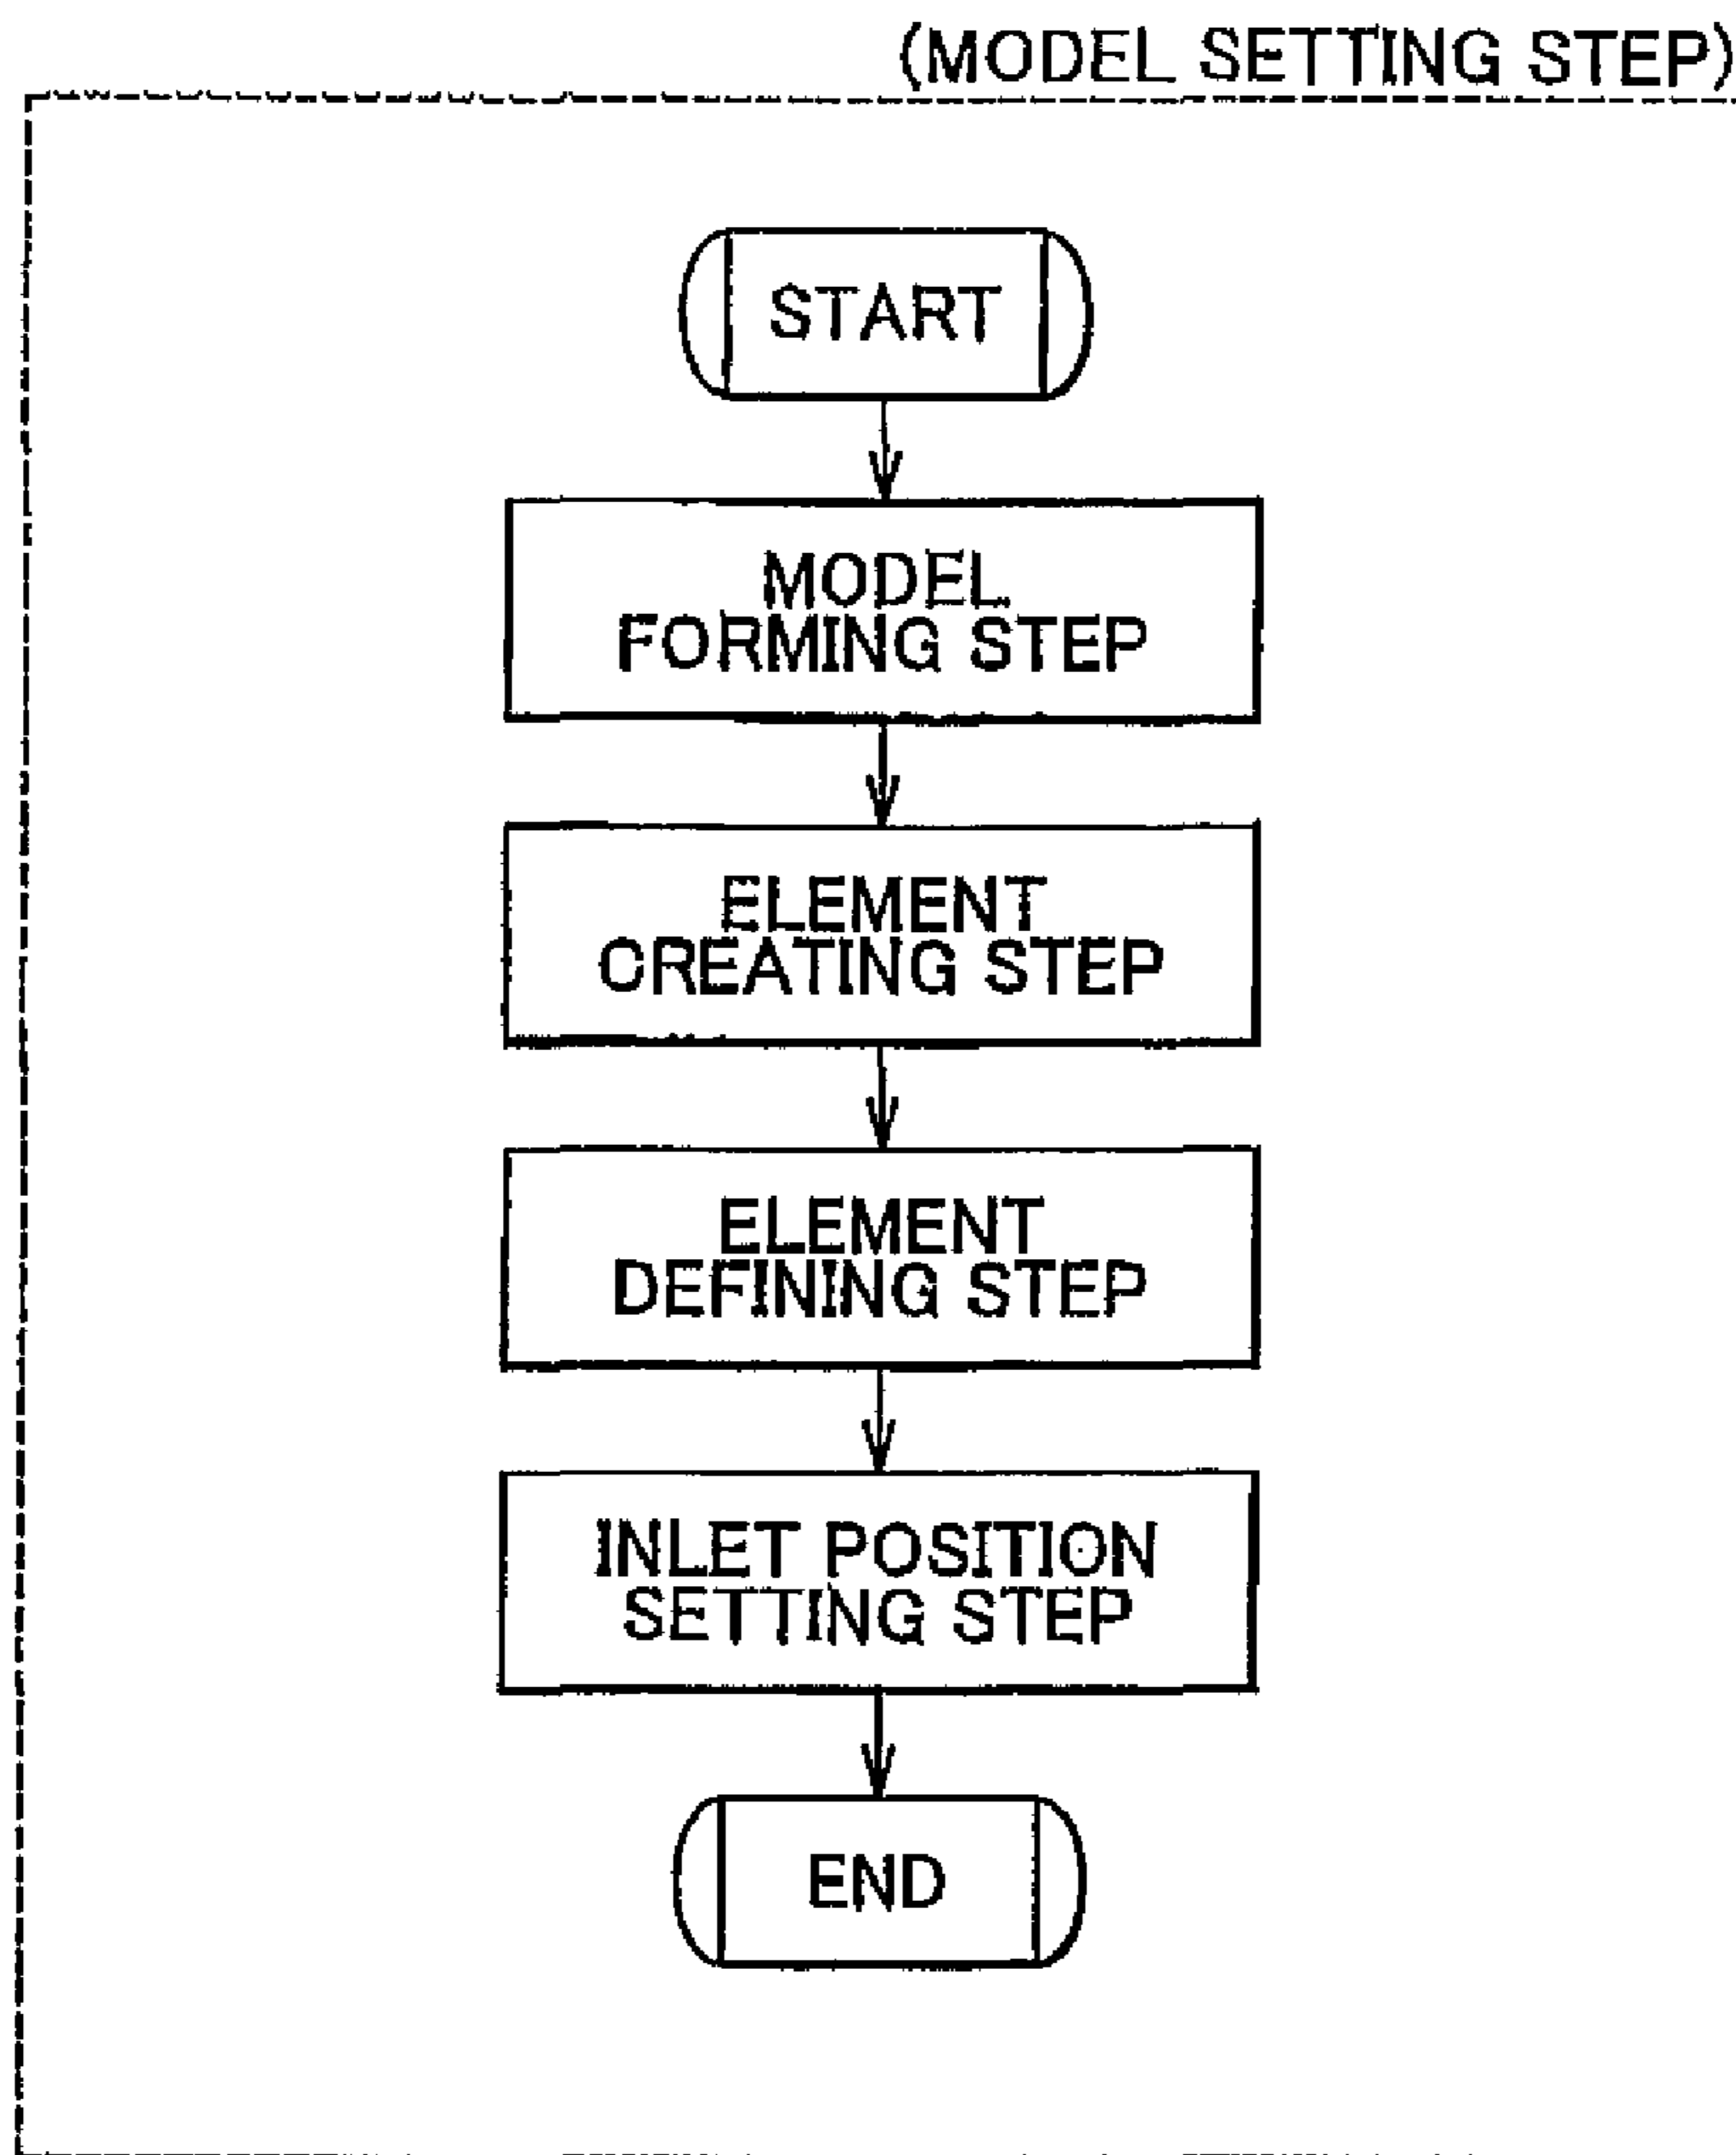 (MODEL SETTING STEP)
START
MODEL
FORMING STEP
ELEMENT
CREATING STEP
ELEMENT
DEFINING STEP
INLET POSITION
SETTING STEP
END